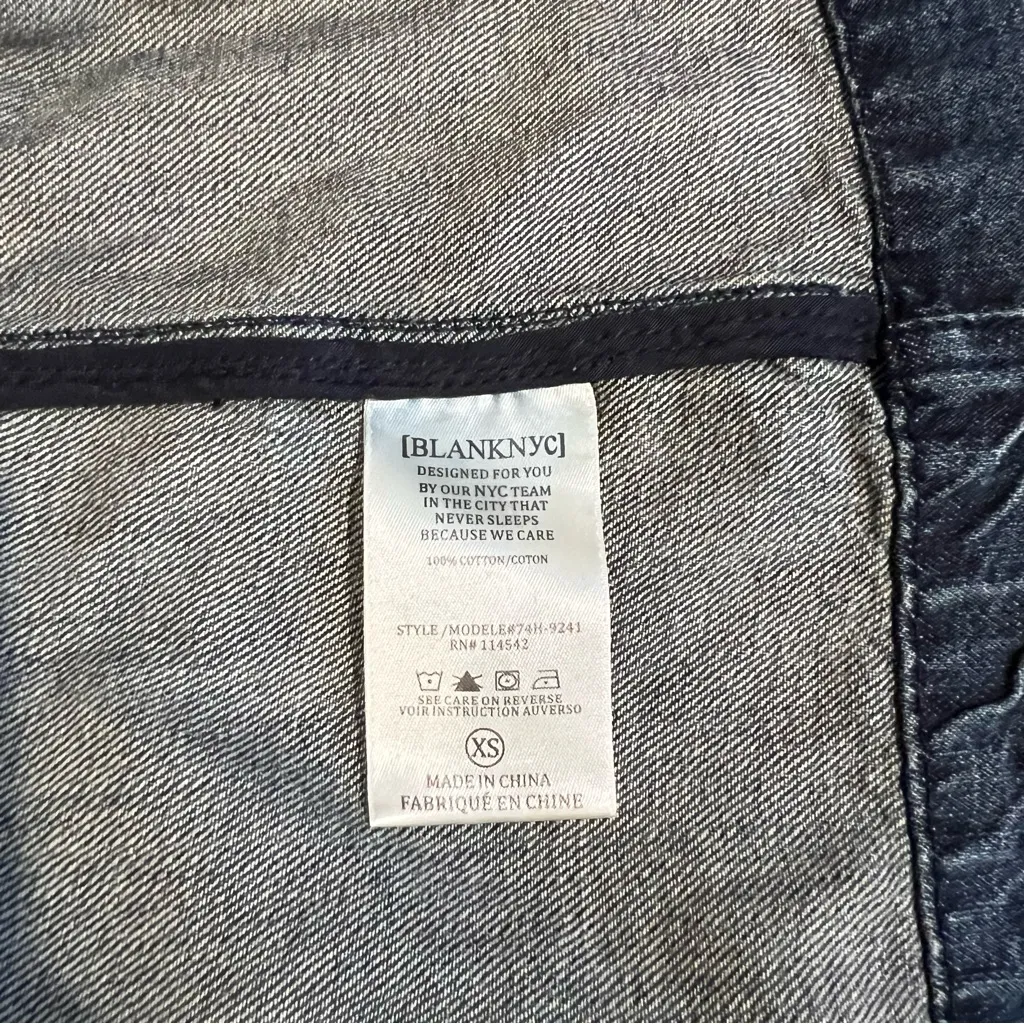 [BLANKNYC]
DESIGNED FOR YOU
BY OUR NYC TEAM
IN THE CITY THAT
NEVER SLEEPS
BECAUSE WE CARE
100% COTTON/COTON
STYLE/MODELE#74H-9241
RN# 114542
SEE CARE ON REVERSE
VOIR INSTRUCTION AUVERSO
XS
MADE IN CHINA
FABRIQUÉ EN CHINE